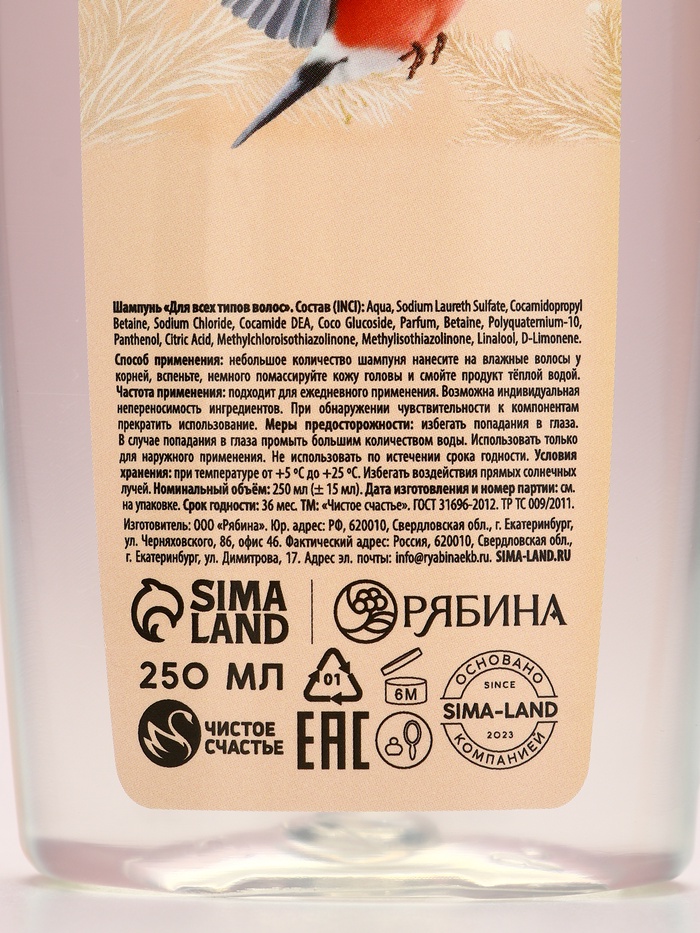 Шампунь «Для всех типов волос». Состав (INCI): Aqua, Sodium Laureth Sulfate, Cocamidopropyl
Betaine, Sodium Chloride, Cocamide DEA, Coco Glucoside, Parfum, Betaine, Polyquaternium-10,
Panthenol, Citric Acid, Methylchloroisothiazolinone, Methylisothiazolinone, Linalool, D-Limonene.
Способ применения: небольшое количество шампуня нанесите на влажные волосы у
корней, вспеньте, немного помассируйте кожу головы и смойте продукт тёплой водой.
Частота применения: подходит для ежедневного применения. Возможна индивидуальная
непереносимость ингредиентов. При обнаружении чувствительности к компонентам
прекратить использование. Меры предосторожности: избегать попадания в глаза.
В случае попадания в глаза промыть большим количеством воды. Использовать только
для наружного применения. Не использовать по истечении срока годности. Условия
хранения: при температуре от +5 °С до +25 °С. Избегать воздействия прямых солнечных
лучей. Номинальный объём: 250 мл (± 15 мл). Дата изготовления и номер партии: см.
на упаковке. Срок годности: 36 мес. ТМ: «Чистое счастье». ГОСТ 31696-2012. ТР ТС 009/2011.
Изготовитель: ООО «Рябина». Юр. адрес: РФ, 620010, Свердловская обл., г. Екатеринбург,
ул. Черняховского, 86, офис 46. Фактический адрес: Россия, 620010, Свердловская обл.,
г. Екатеринбург, ул. Димитрова, 17. Адрес эл. почты: info@ryabinaekb.ru. SIMA-LAND.RU
SIMA
LAND
РЯБИНА
250 МЛ
01
6M
ЧИСТОЕ
СЧАСТЬЕ
EAC
ОСНОВАНО
SINCE
SIMA-LAND
2023
КОМПАНИЕЙ